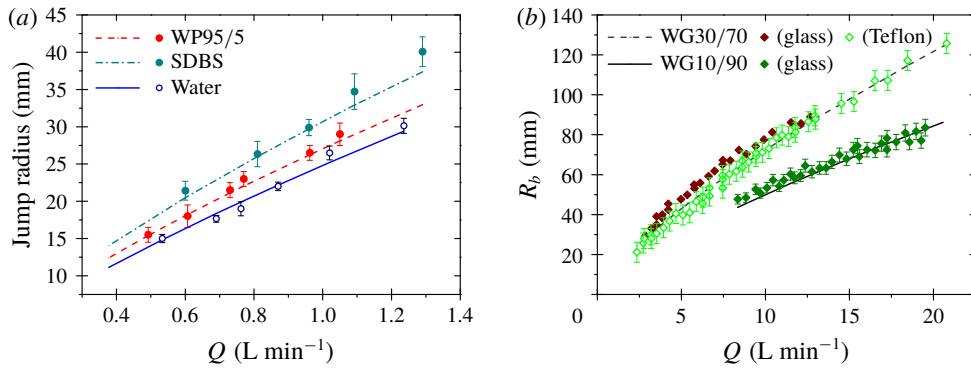 (a)
45
40
35
30
25
20
15
10
Jump radius (mm)
WP95/5
SDBS
Water
0.4 0.6 0.8 1.0 1.2 1.4
Q (L min−1)
(b)
140
120
100
80
60
40
20
0
R_b (mm)
WG30/70 (glass) (Teflon)
WG10/90 (glass)
5 10 15 20
Q (L min−1)